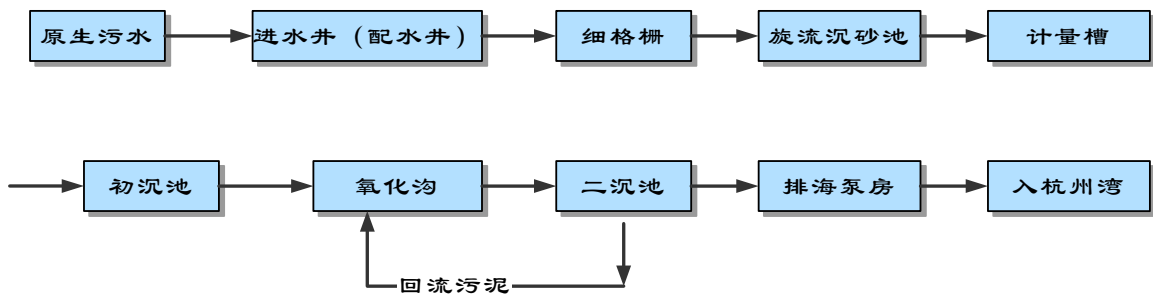 原生污水
进水井（配水井）
细格栅
旋流沉砂池
计量槽
初沉池
氧化沟
二沉池
排海泵房
入杭州湾
回流污泥